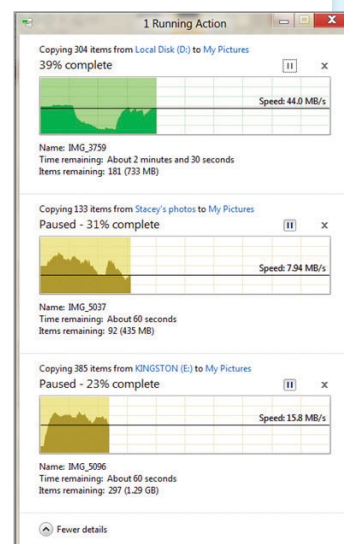 1 Running Action
x
Copying 304 items from Local Disk (D:) to My Pictures
39% complete
x
Speed: 44.0 MB/s
Name: IMG_3759
Time remaining: About 2 minutes and 30 seconds
Items remaining: 181 (733 MB)
Copying 133 items from Stacey's photos to My Pictures
Paused - 31% complete
x
Speed: 7.94 MB/s
Name: IMG_5037
Time remaining: About 60 seconds
Items remaining: 92 (435 MB)
Copying 385 items from KINGSTON (E:) to My Pictures
Paused - 23% complete
x
Speed: 15.8 MB/s
Name: IMG_5096
Time remaining: About 60 seconds
Items remaining: 297 (1.29 GB)
Fewer details